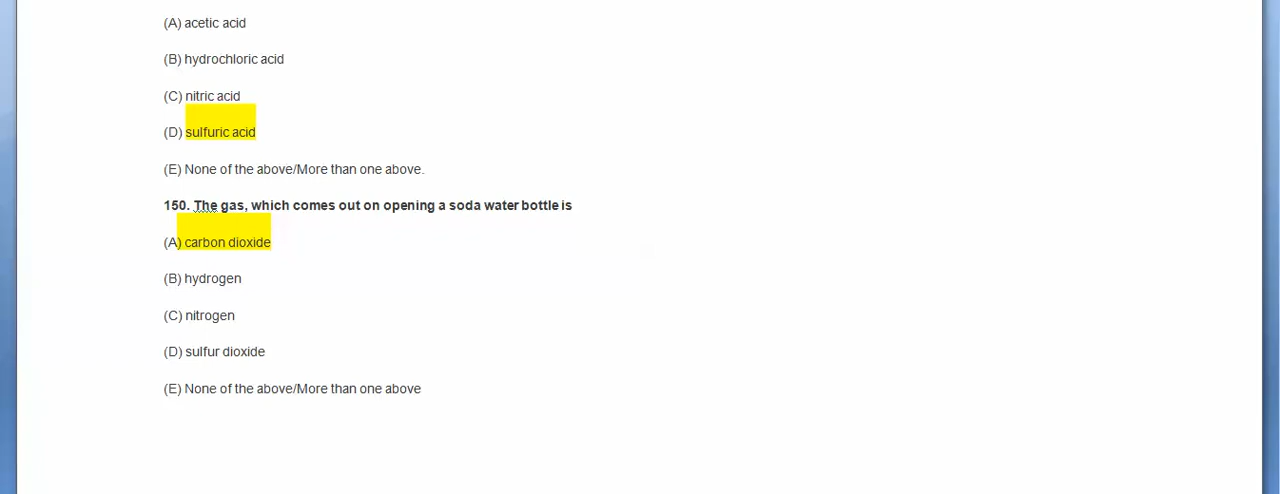 (A) acetic acid
(B) hydrochloric acid
(C) nitric acid
(D) sulfuric acid
(E) None of the above/More than one above.
150. The gas, which comes out on opening a soda water bottle is
(A) carbon dioxide
(B) hydrogen
(C) nitrogen
(D) sulfur dioxide
(E) None of the above/More than one above